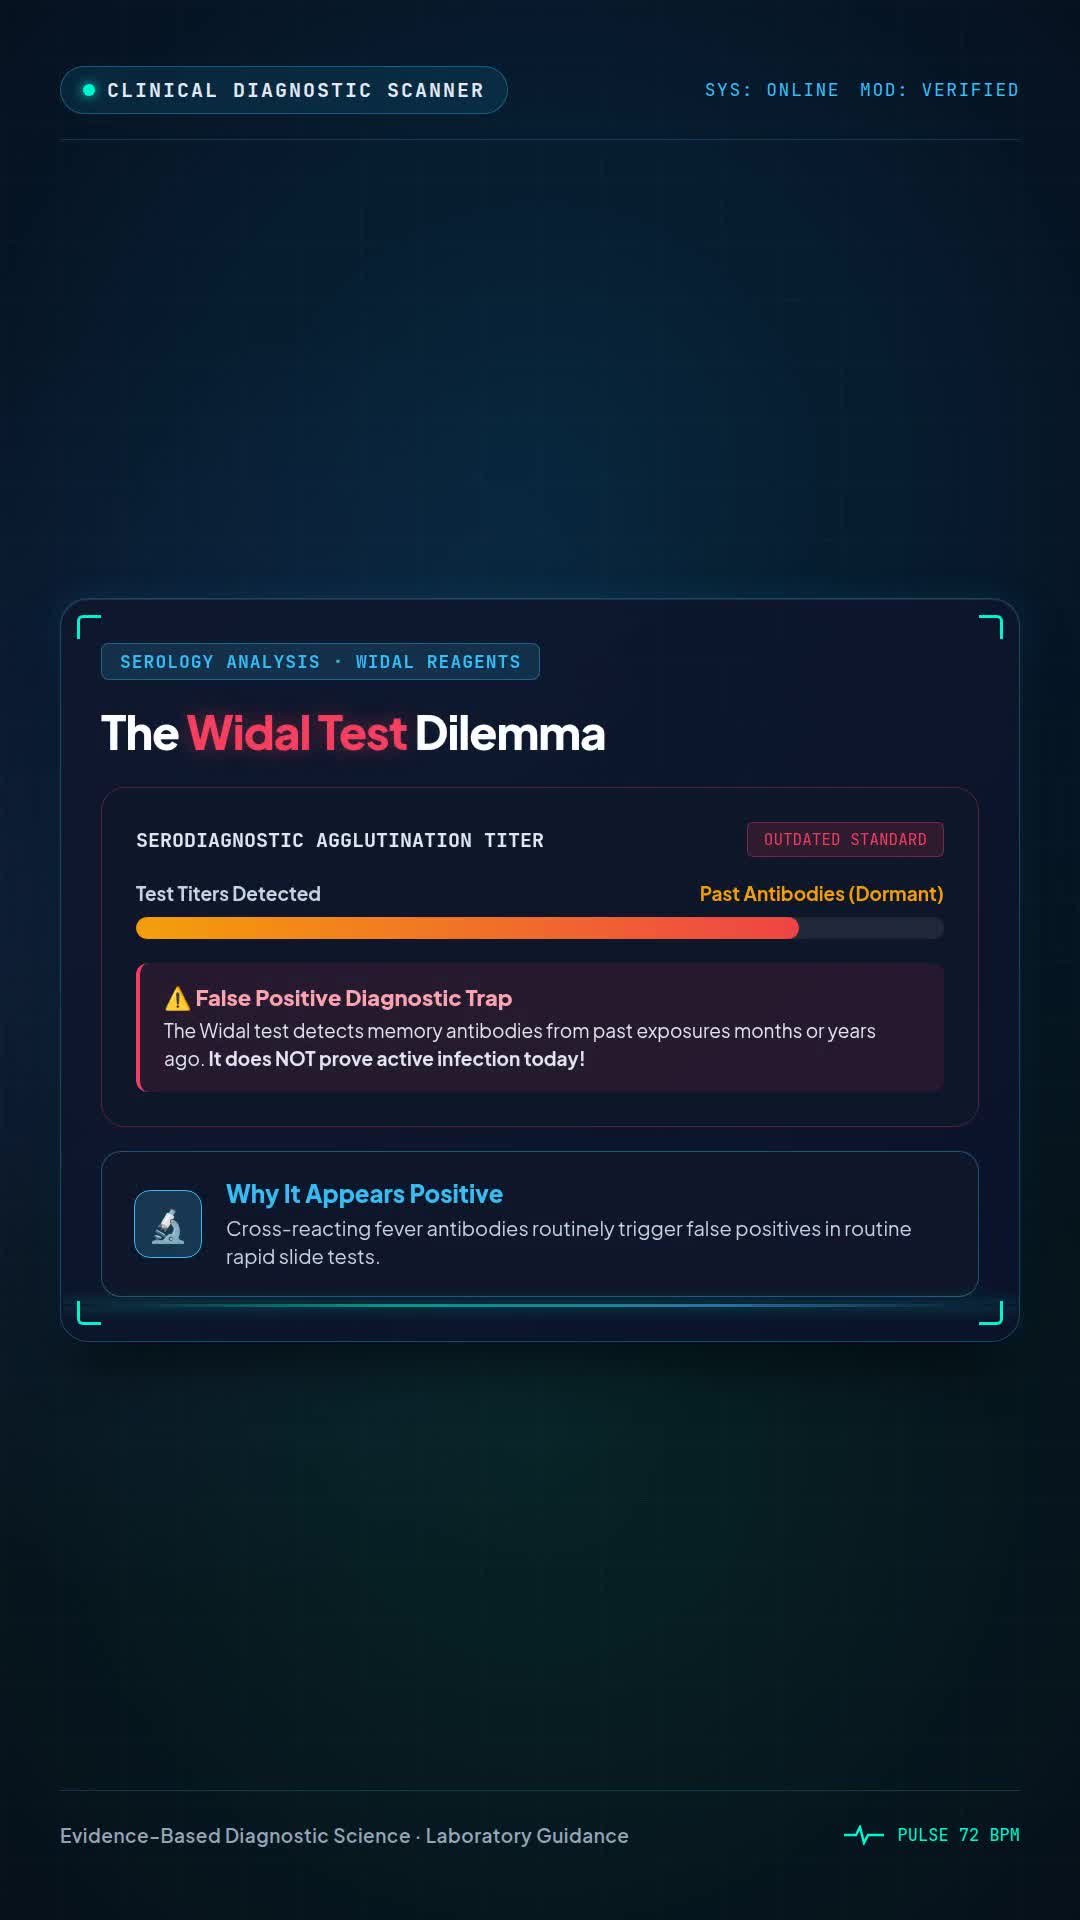 CLINICAL DIAGNOSTIC SCANNER
SYS: ONLINE MOD: VERIFIED
SEROLOGY ANALYSIS · WIDAL REAGENTS
The Widal Test Dilemma
SERODIAGNOSTIC AGGLUTINATION TITER
OUTDATED STANDARD
Test Titers Detected
Past Antibodies (Dormant)
⚠️ False Positive Diagnostic Trap
The Widal test detects memory antibodies from past exposures months or years
ago. It does NOT prove active infection today!
Why It Appears Positive
Cross-reacting fever antibodies routinely trigger false positives in routine
rapid slide tests.
Evidence-Based Diagnostic Science · Laboratory Guidance
PULSE 72 BPM